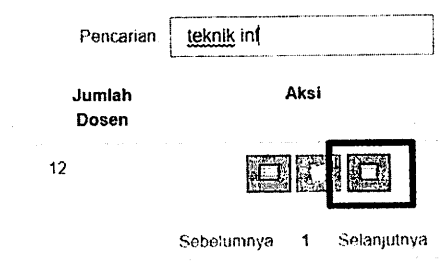 Pencarian teknik inf
Jumlah Dosen Aksi
12
Sebelumnya 1 Selanjutnya